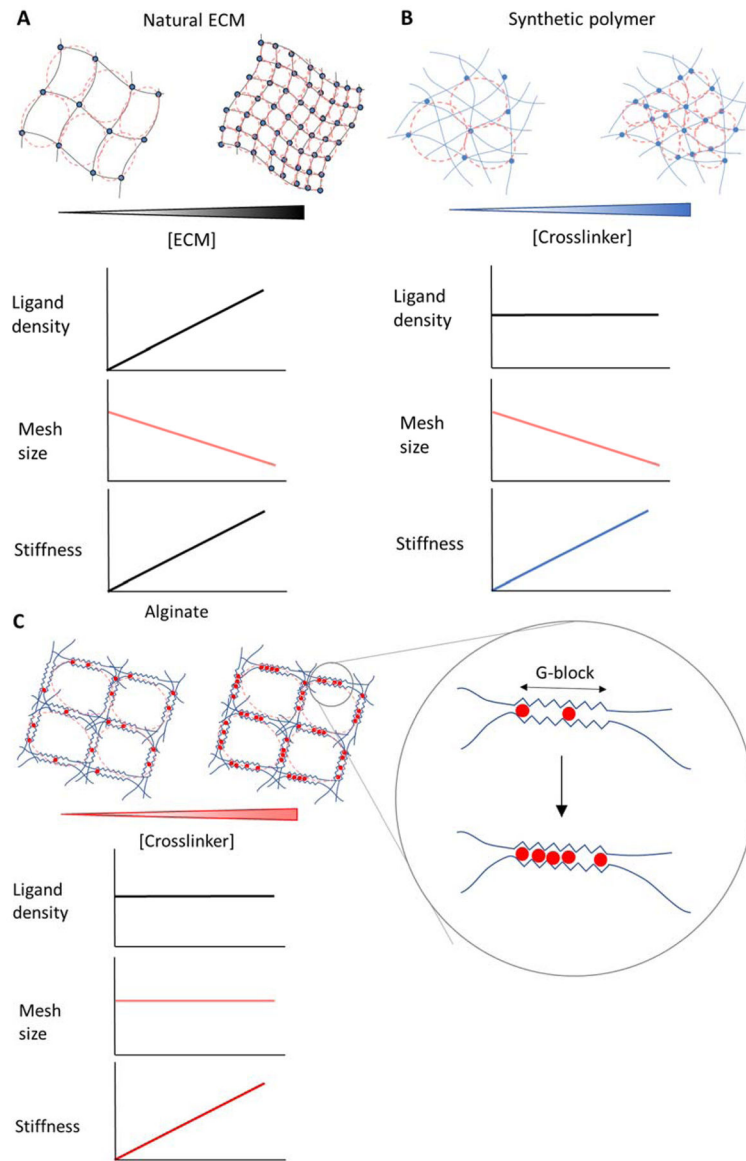 A
Natural ECM
[ECM]
Ligand
density
Mesh
size
Stiffness
B
Synthetic polymer
[Crosslinker]
Ligand
density
Mesh
size
Stiffness
C
Alginate
[Crosslinker]
G-block
Ligand
density
Mesh
size
Stiffness